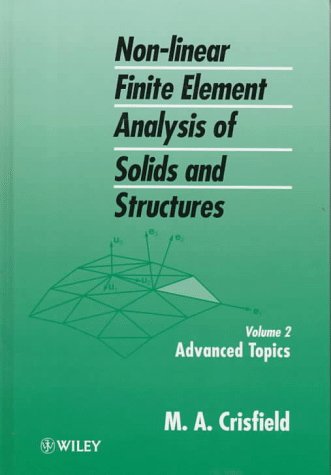 Non-linear
Finite Element
Analysis of
Solids and
Structures
Volume 2
Advanced Topics
M. A. Crisfield
WILEY